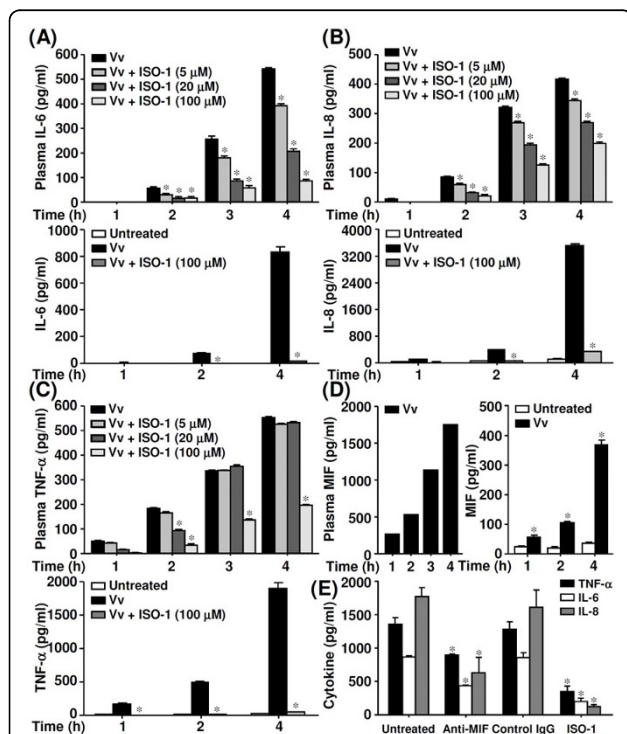 (A)
Vv
Vv + ISO-1 (5 μM)
Vv + ISO-1 (20 μM)
Vv + ISO-1 (100 μM)
Plasma IL-6 (pg/ml)
600
500
400
300
200
100
0
* * * * * * * * *
Time (h) 1 2 3 4
Untreated
Vv
Vv + ISO-1 (100 μM)
IL-6 (pg/ml)
1000
800
600
400
200
0
* *
Time (h) 1 2 4
(B)
Vv
Vv + ISO-1 (5 μM)
Vv + ISO-1 (20 μM)
Vv + ISO-1 (100 μM)
Plasma IL-8 (pg/ml)
500
400
300
200
100
0
* * * * * * * * *
Time (h) 1 2 3 4
Untreated
Vv
Vv + ISO-1 (100 μM)
IL-8 (pg/ml)
4000
3200
2400
1600
800
0
* *
Time (h) 1 2 4
(C)
Vv
Vv + ISO-1 (5 μM)
Vv + ISO-1 (20 μM)
Vv + ISO-1 (100 μM)
Plasma TNF-α (pg/ml)
600
500
400
300
200
100
0
* * * *
Time (h) 1 2 3 4
Untreated
Vv
Vv + ISO-1 (100 μM)
TNF-α (pg/ml)
2000
1500
1000
500
0
* * *
Time (h) 1 2 4
(D)
Vv
Plasma MIF (pg/ml)
2000
1500
1000
500
0
Time (h) 1 2 3 4
Untreated
Vv
MIF (pg/ml)
500
400
300
200
100
0
* * *
Time (h) 1 2 4
(E)
TNF-α
IL-6
IL-8
Cytokine (pg/ml)
2000
1500
1000
500
0
* * * * * *
Untreated Anti-MIF Control IgG ISO-1